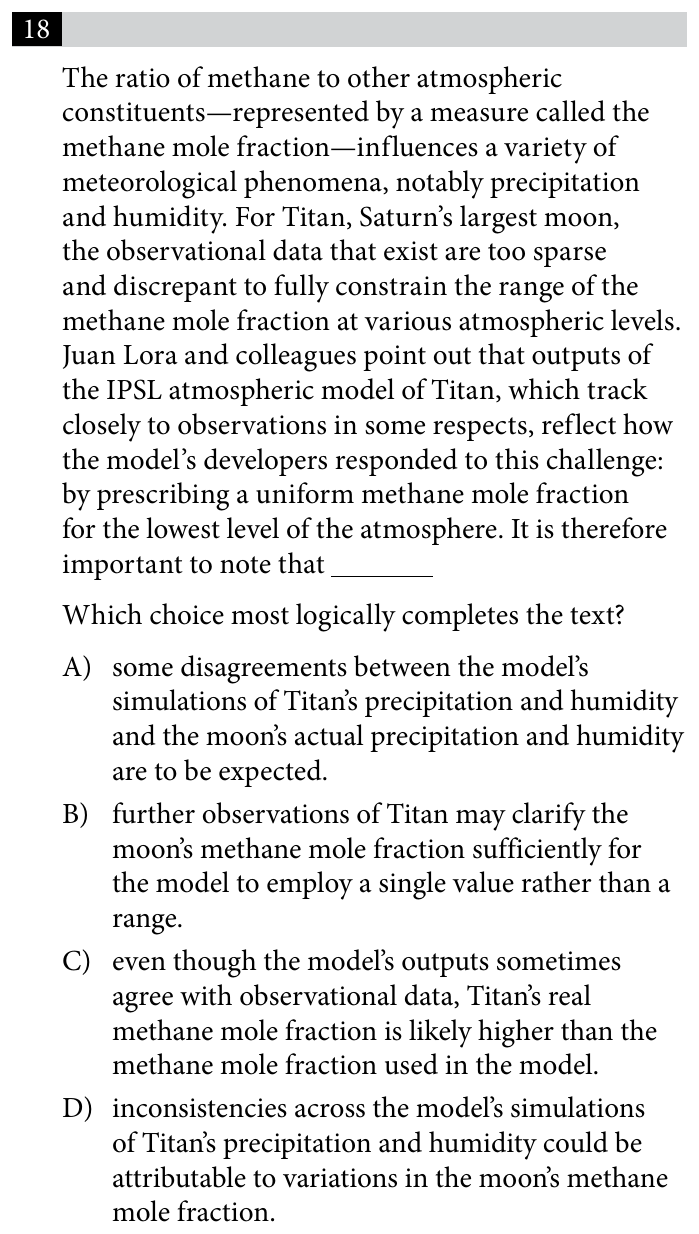 18
The ratio of methane to other atmospheric
constituents—represented by a measure called the
methane mole fraction—influences a variety of
meteorological phenomena, notably precipitation
and humidity. For Titan, Saturn’s largest moon,
the observational data that exist are too sparse
and discrepant to fully constrain the range of the
methane mole fraction at various atmospheric levels.
Juan Lora and colleagues point out that outputs of
the IPSL atmospheric model of Titan, which track
closely to observations in some respects, reflect how
the model’s developers responded to this challenge:
by prescribing a uniform methane mole fraction
for the lowest level of the atmosphere. It is therefore
important to note that ______
Which choice most logically completes the text?
A) some disagreements between the model’s
simulations of Titan’s precipitation and humidity
and the moon’s actual precipitation and humidity
are to be expected.
B) further observations of Titan may clarify the
moon’s methane mole fraction sufficiently for
the model to employ a single value rather than a
range.
C) even though the model’s outputs sometimes
agree with observational data, Titan’s real
methane mole fraction is likely higher than the
methane mole fraction used in the model.
D) inconsistencies across the model’s simulations
of Titan’s precipitation and humidity could be
attributable to variations in the moon’s methane
mole fraction.